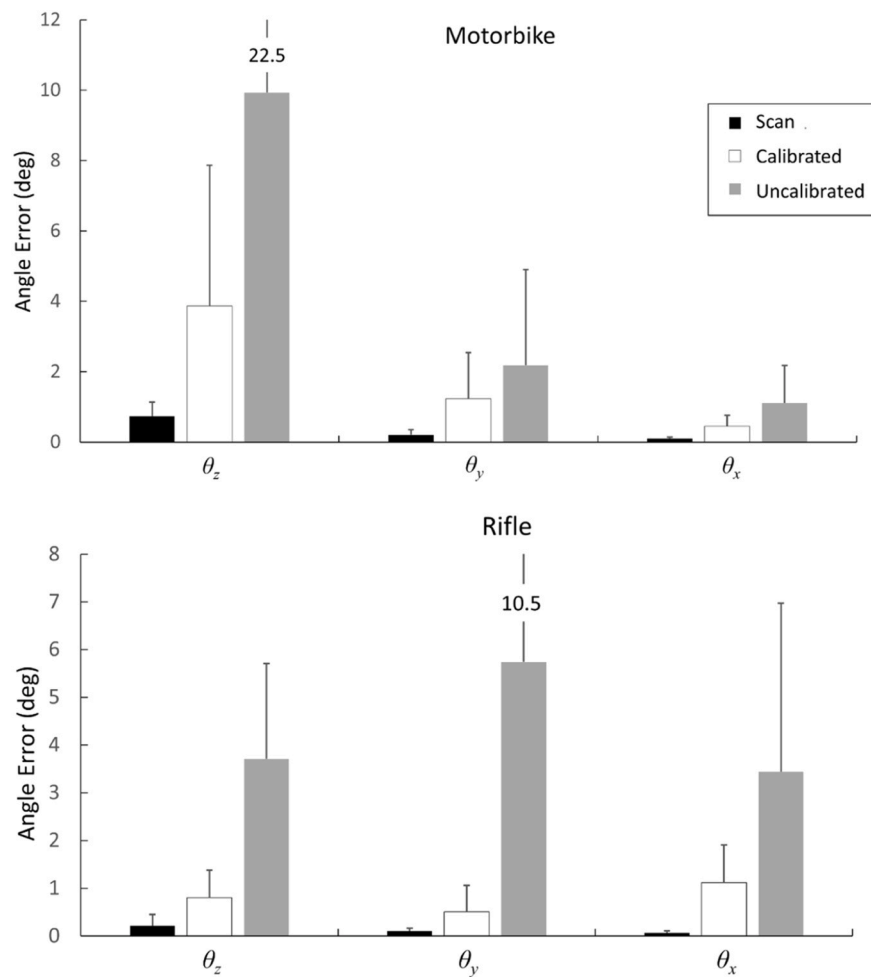 Motorbike
12
10
8
6
4
2
0
Angle Error (deg)
22.5
Scan
Calibrated
Uncalibrated
θz θy θx
Rifle
8
7
6
5
4
3
2
1
0
Angle Error (deg)
10.5
θz θy θx